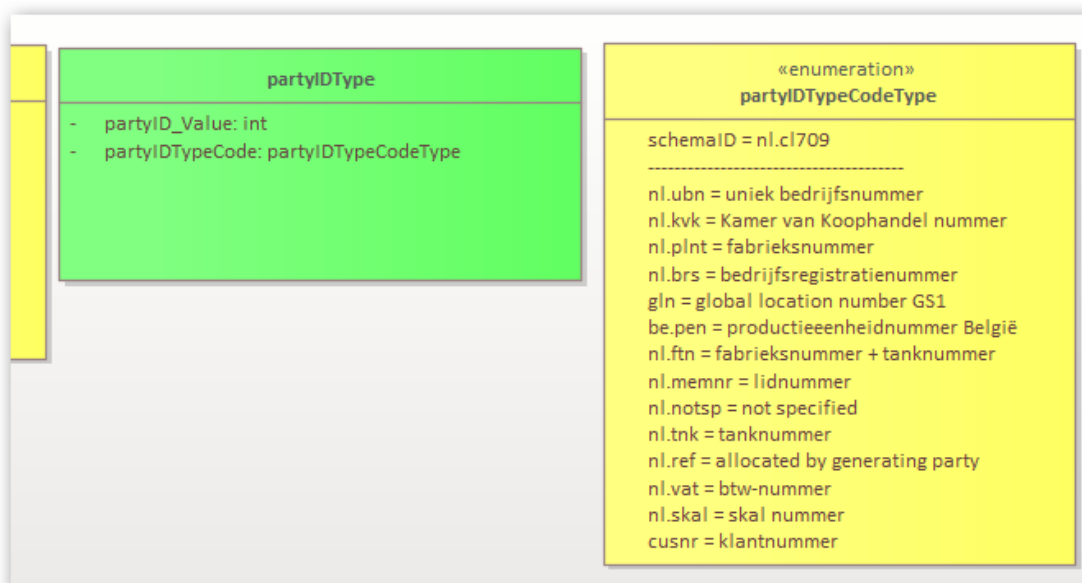 partyIDType
- partyID_Value: int
- partyIDTypeCode: partyIDTypeCodeType
«enumeration»
partyIDTypeCodeType
schemaID = nl.cl709
---------------------------------------
nl.ubn = uniek bedrijfsnummer
nl.kvk = Kamer van Koophandel nummer
nl.plnt = fabrieksnummer
nl.brs = bedrijfsregistratienummer
gln = global location number GS1
be.pen = productieeenheidnummer België
nl.ftn = fabrieksnummer + tanknummer
nl.memnr = lidnummer
nl.notsp = not specified
nl.tnk = tanknummer
nl.ref = allocated by generating party
nl.vat = btw-nummer
nl.skal = skal nummer
cusnr = klantnummer